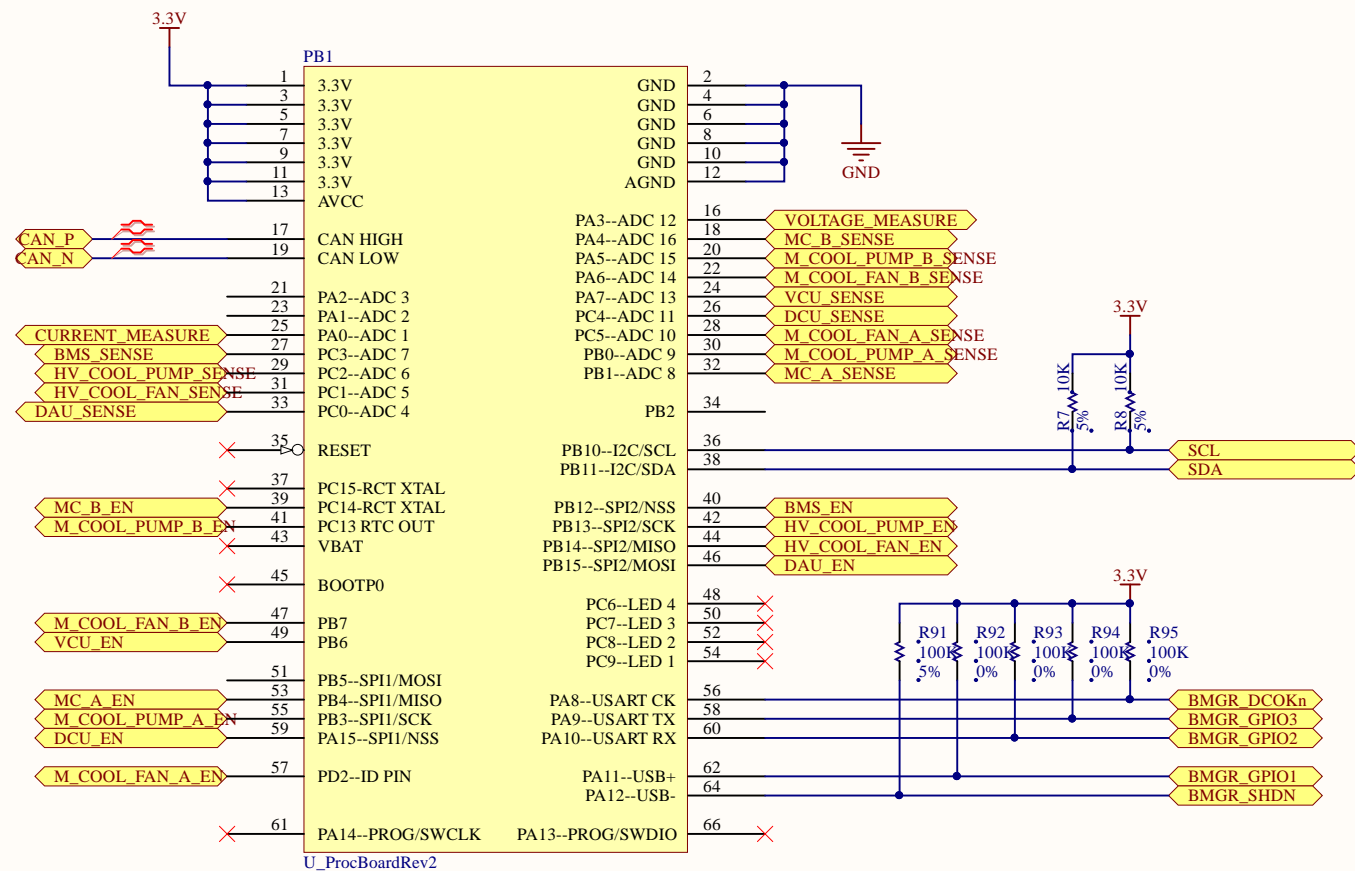 3.3V
PB1
1 3.3V GND 2
3 3.3V GND 4
5 3.3V GND 6
7 3.3V GND 8
9 3.3V GND 10
11 3.3V AGND 12
13 AVCC
GND
PA3--ADC 12 16 VOLTAGE_MEASURE
CAN_P 17 CAN HIGH PA4--ADC 16 18 MC_B_SENSE
CAN_N 19 CAN LOW PA5--ADC 15 20 M_COOL_PUMP_B_SENSE
PA6--ADC 14 22 M_COOL_FAN_B_SENSE
21 PA2--ADC 3 PA7--ADC 13 24 VCU_SENSE
23 PA1--ADC 2 PC4--ADC 11 26 DCU_SENSE
3.3V
CURRENT_MEASURE 25 PA0--ADC 1 PC5--ADC 10 28 M_COOL_FAN_A_SENSE
BMS_SENSE 27 PC3--ADC 7 PB0--ADC 9 30 M_COOL_PUMP_A_SENSE
HV_COOL_PUMP_SENSE 29 PC2--ADC 6 PB1--ADC 8 32 MC_A_SENSE
HV_COOL_FAN_SENSE 31 PC1--ADC 5
DAU_SENSE 33 PC0--ADC 4 PB2 34
R7 10K 5%
R8 10K 5%
35 RESET PB10--I2C/SCL 36 SCL
PB11--I2C/SDA 38 SDA
37 PC15-RCT XTAL
MC_B_EN 39 PC14-RCT XTAL PB12--SPI2/NSS 40 BMS_EN
M_COOL_PUMP_B_EN 41 PC13 RTC OUT PB13--SPI2/SCK 42 HV_COOL_PUMP_EN
43 VBAT PB14--SPI2/MISO 44 HV_COOL_FAN_EN
PB15--SPI2/MOSI 46 DAU_EN
45 BOOTP0
3.3V
PC6--LED 4 48
M_COOL_FAN_B_EN 47 PB7 PC7--LED 3 50
VCU_EN 49 PB6 PC8--LED 2 52
PC9--LED 1 54
R91 R92 R93 R94 R95
100K 100K 100K 100K 100K
5% 0% 0% 0% 0%
51 PB5--SPI1/MOSI
MC_A_EN 53 PB4--SPI1/MISO PA8--USART CK 56 BMGR_DCOKn
M_COOL_PUMP_A_EN 55 PB3--SPI1/SCK PA9--USART TX 58 BMGR_GPIO3
DCU_EN 59 PA15--SPI1/NSS PA10--USART RX 60 BMGR_GPIO2
M_COOL_FAN_A_EN 57 PD2--ID PIN PA11--USB+ 62 BMGR_GPIO1
PA12--USB- 64 BMGR_SHDN
61 PA14--PROG/SWCLK PA13--PROG/SWDIO 66
U_ProcBoardRev2